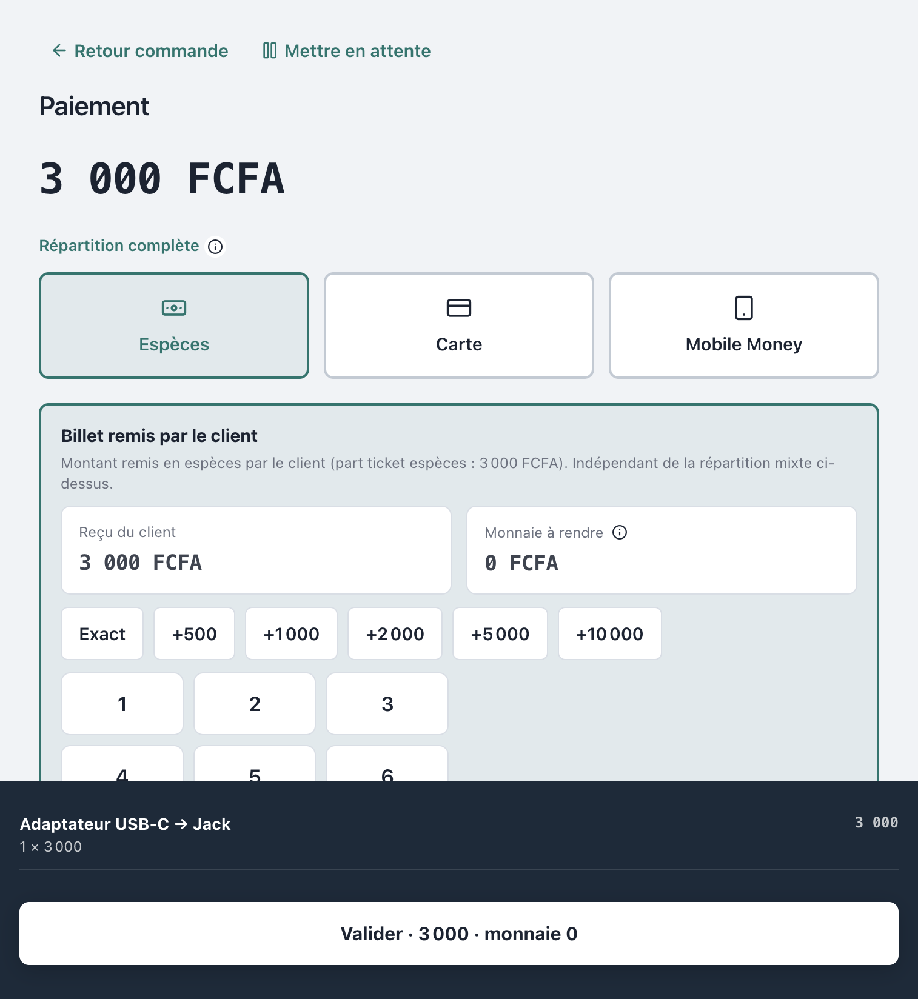 Retour commande
Mettre en attente
Paiement
3 000 FCFA
Répartition complète
Espèces
Carte
Mobile Money
Billet remis par le client
Montant remis en espèces par le client (part ticket espèces : 3 000 FCFA). Indépendant de la répartition mixte ci-
dessus.
Reçu du client
3 000 FCFA
Monnaie à rendre
0 FCFA
Exact
+500
+1 000
+2 000
+5 000
+10 000
1
2
3
4
5
6
Adaptateur USB-C → Jack
3 000
1 × 3 000
Valider · 3 000 · monnaie 0